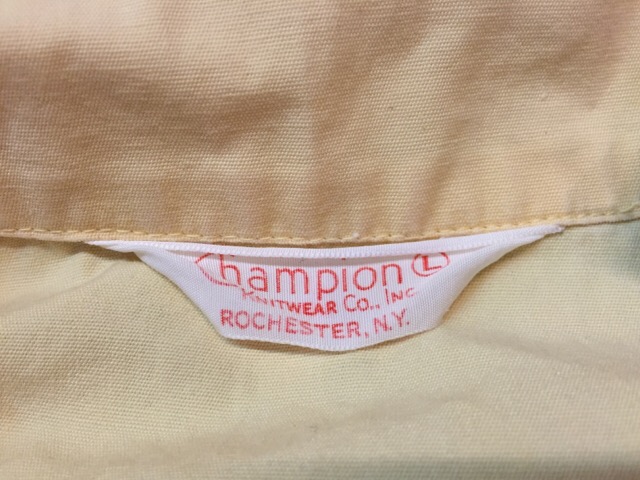 Champion L
KNITWEAR CO., INC
ROCHESTER, N.Y.